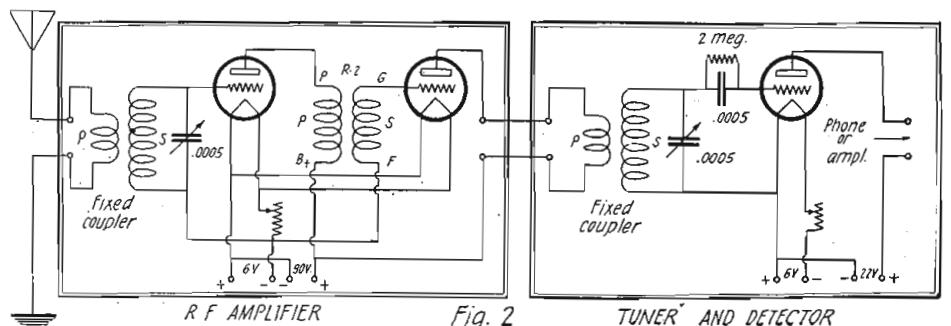 P
S
.0005
Fixed
coupler
P
R-2
G
P
S
B+
F
+
6V
-
-
90V
+
R F AMPLIFIER
Fig. 2
2 meg.
.0005
P
S
.0005
Fixed
coupler
Phone
or
ampl.
+
6V
-
-
22V
+
TUNER AND DETECTOR